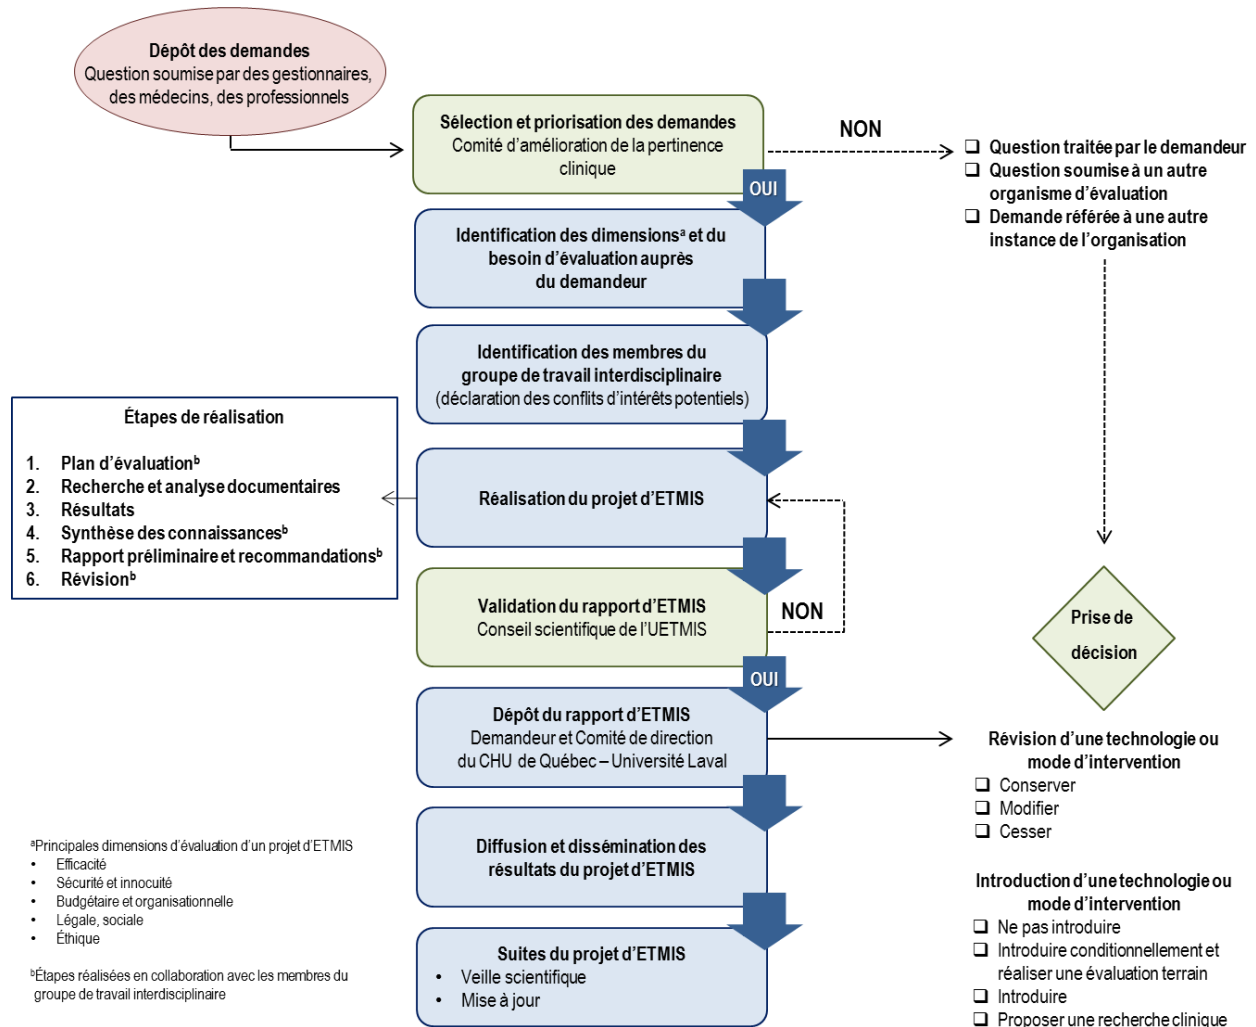 Dépôt des demandes
Question soumise par des gestionnaires,
des médecins, des professionnels
Sélection et priorisation des demandes
Comité d'amélioration de la pertinence
clinique
NON
Question traitée par le demandeur
Question soumise à un autre
organisme d'évaluation
Demande référée à une autre
instance de l'organisation
OUI
Identification des dimensionsᵃ et du
besoin d'évaluation auprès
du demandeur
Identification des membres du
groupe de travail interdisciplinaire
(déclaration des conflits d'intérêts potentiels)
Étapes de réalisation
1. Plan d'évaluationᵇ
2. Recherche et analyse documentaires
3. Résultats
4. Synthèse des connaissancesᵇ
5. Rapport préliminaire et recommandationsᵇ
6. Révisionᵇ
Réalisation du projet d'ETMIS
Validation du rapport d'ETMIS
Conseil scientifique de l'UETMIS
NON
Prise de
décision
OUI
Dépôt du rapport d'ETMIS
Demandeur et Comité de direction
du CHU de Québec – Université Laval
Révision d'une technologie ou
mode d'intervention
Conserver
Modifier
Cesser
Diffusion et dissémination des
résultats du projet d'ETMIS
Introduction d'une technologie ou
mode d'intervention
Ne pas introduire
Introduire conditionnellement et
réaliser une évaluation terrain
Introduire
Proposer une recherche clinique
Suites du projet d'ETMIS
• Veille scientifique
• Mise à jour
ᵃPrincipales dimensions d'évaluation d'un projet d'ETMIS
• Efficacité
• Sécurité et innocuité
• Budgétaire et organisationnelle
• Légale, sociale
• Éthique
ᵇÉtapes réalisées en collaboration avec les membres du
groupe de travail interdisciplinaire